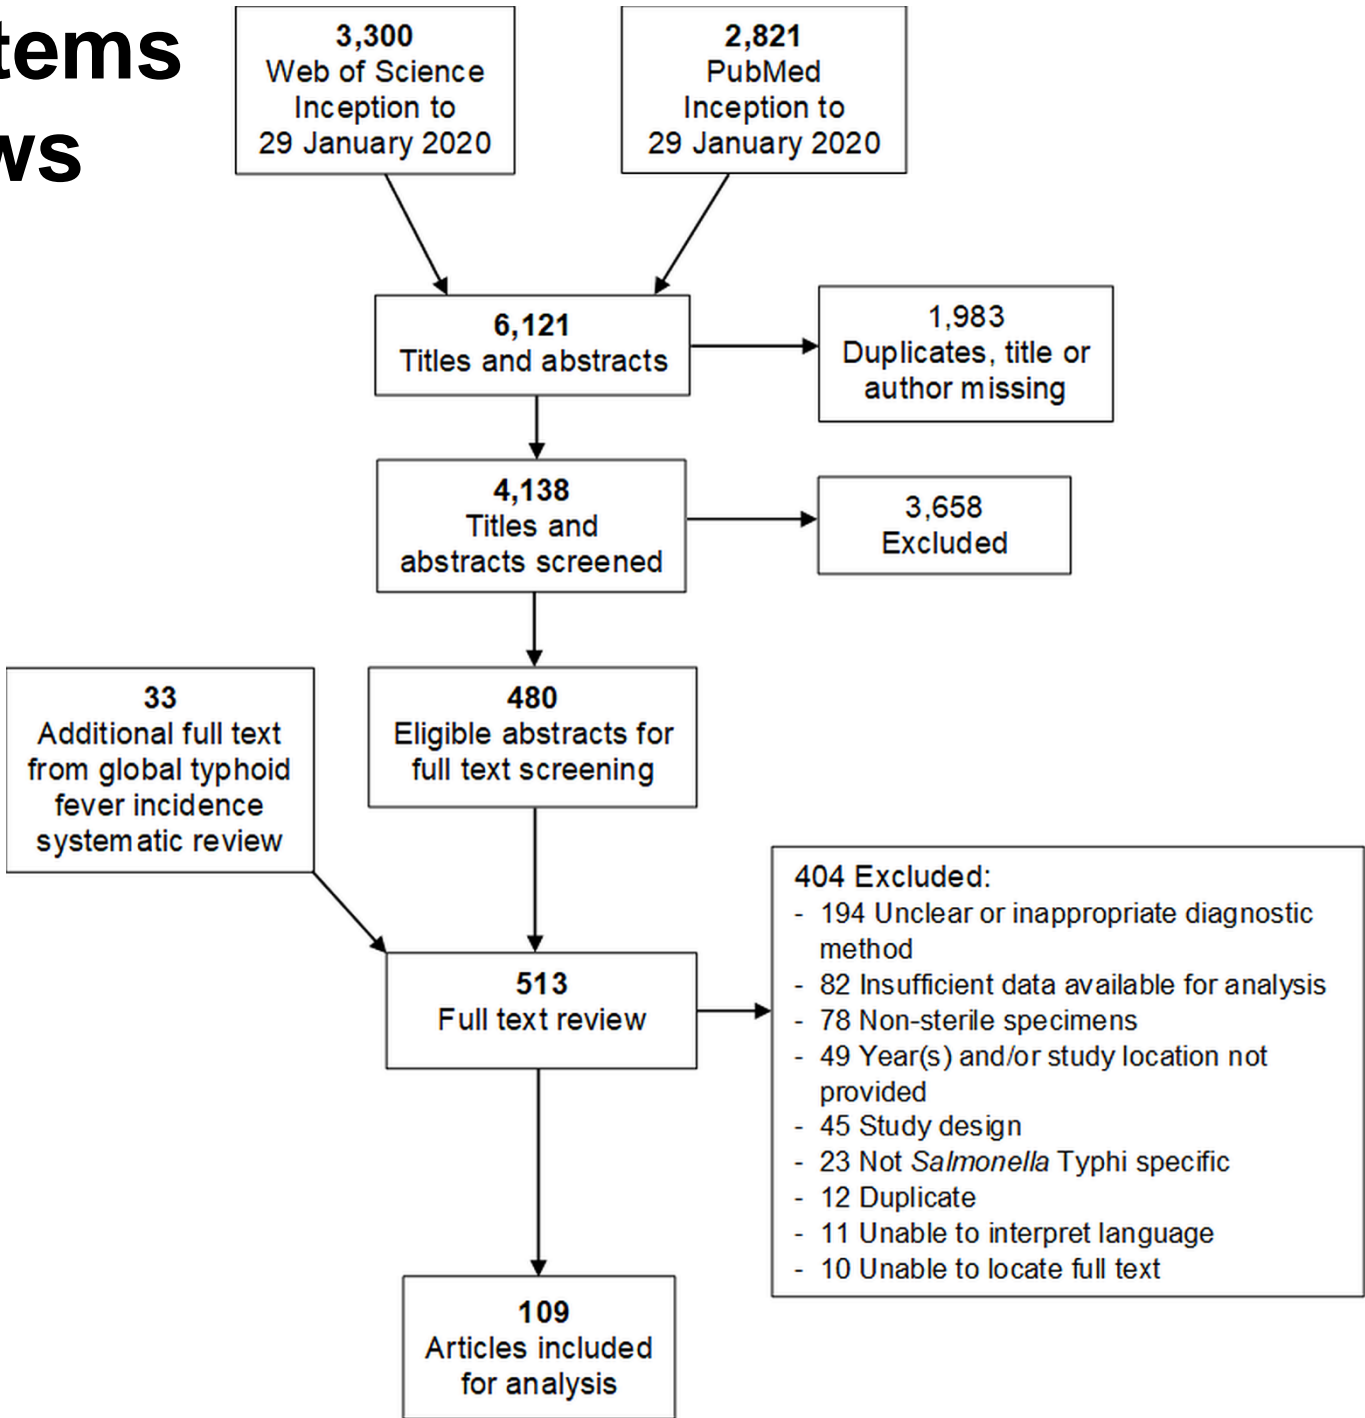 tems
ws
3,300
Web of Science
Inception to
29 January 2020
2,821
PubMed
Inception to
29 January 2020
6,121
Titles and abstracts
1,983
Duplicates, title or
author missing
4,138
Titles and
abstracts screened
3,658
Excluded
33
Additional full text
from global typhoid
fever incidence
systematic review
480
Eligible abstracts for
full text screening
513
Full text review
404 Excluded:
- 194 Unclear or inappropriate diagnostic
method
- 82 Insufficient data available for analysis
- 78 Non-sterile specimens
- 49 Year(s) and/or study location not
provided
- 45 Study design
- 23 Not Salmonella Typhi specific
- 12 Duplicate
- 11 Unable to interpret language
- 10 Unable to locate full text
109
Articles included
for analysis